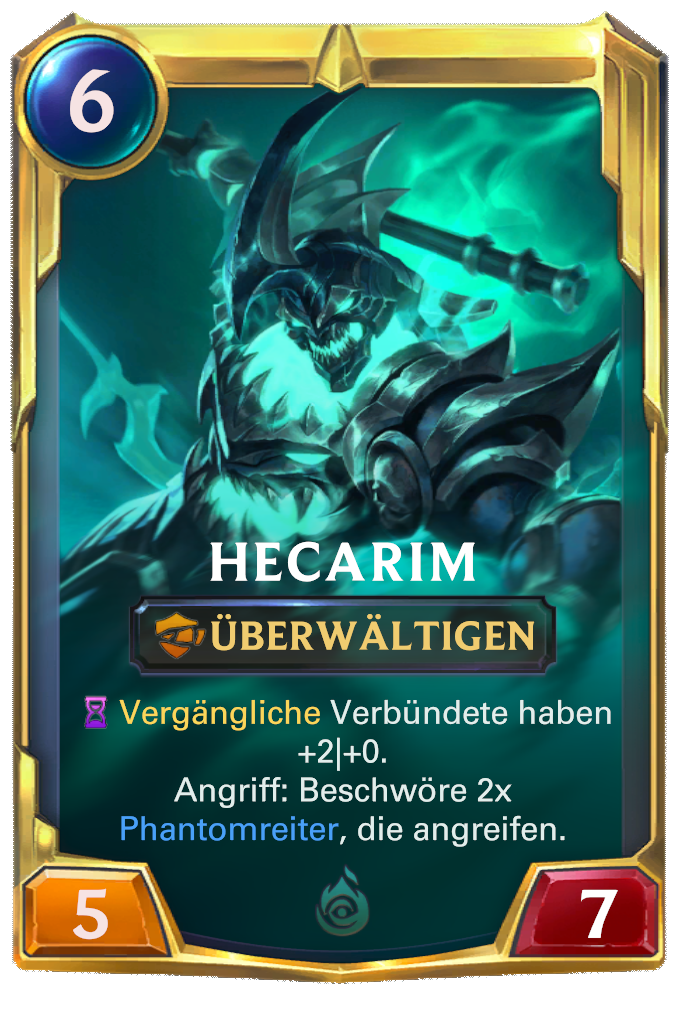 6
HECARIM
ÜBERWÄLTIGEN
Vergängliche Verbündete haben
+2|+0.
Angriff: Beschwöre 2x
Phantomreiter, die angreifen.
5
7